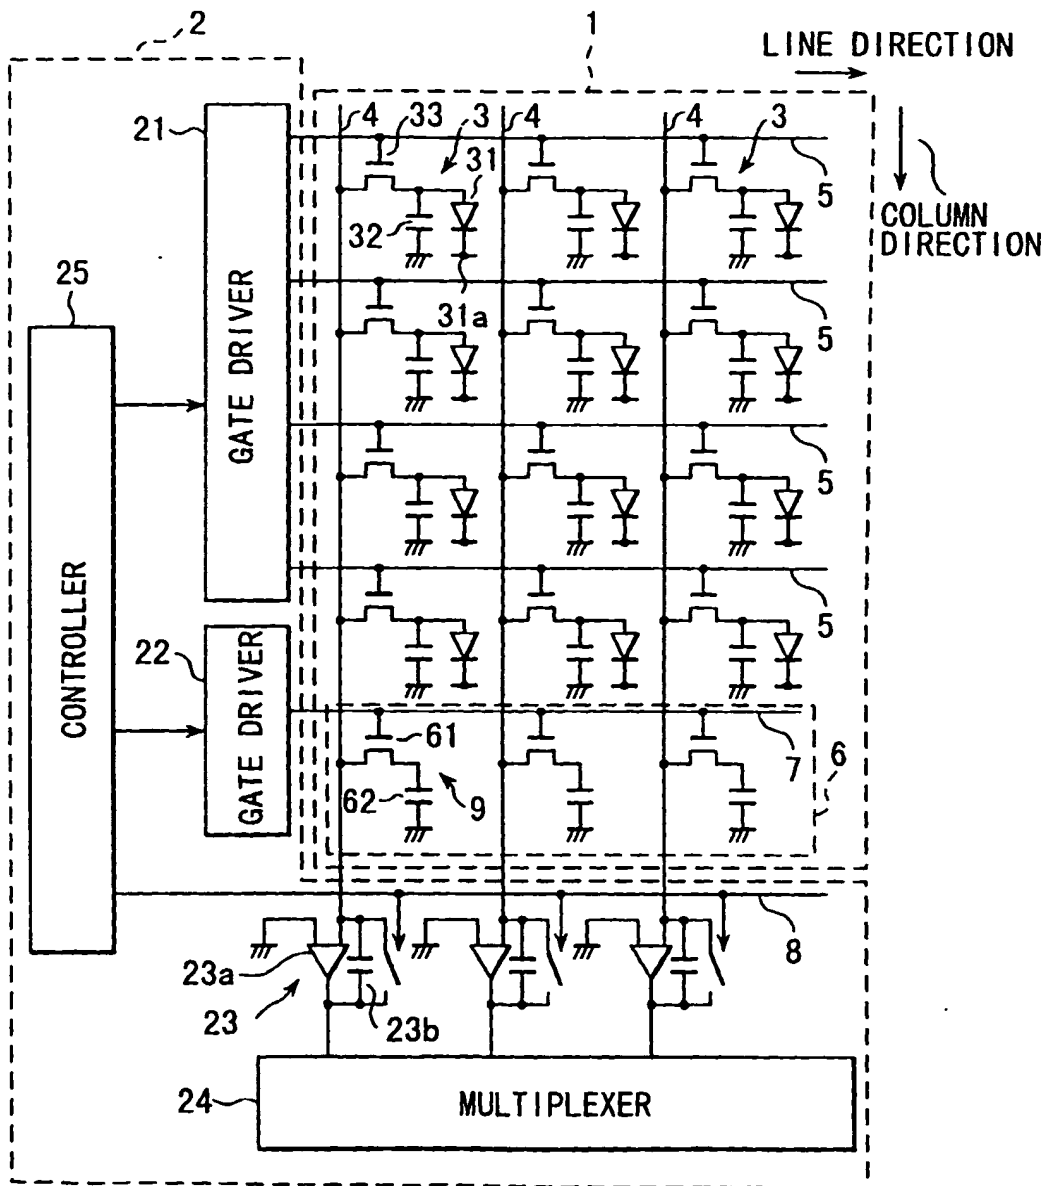 2
1
LINE DIRECTION
21
4
33
3
4
4
3
5
31
32
COLUMN
DIRECTION
25
31a
5
GATE DRIVER
5
CONTROLLER
5
22
GATE DRIVER
61
7
6
62
9
8
23a
23
23b
24
MULTIPLEXER